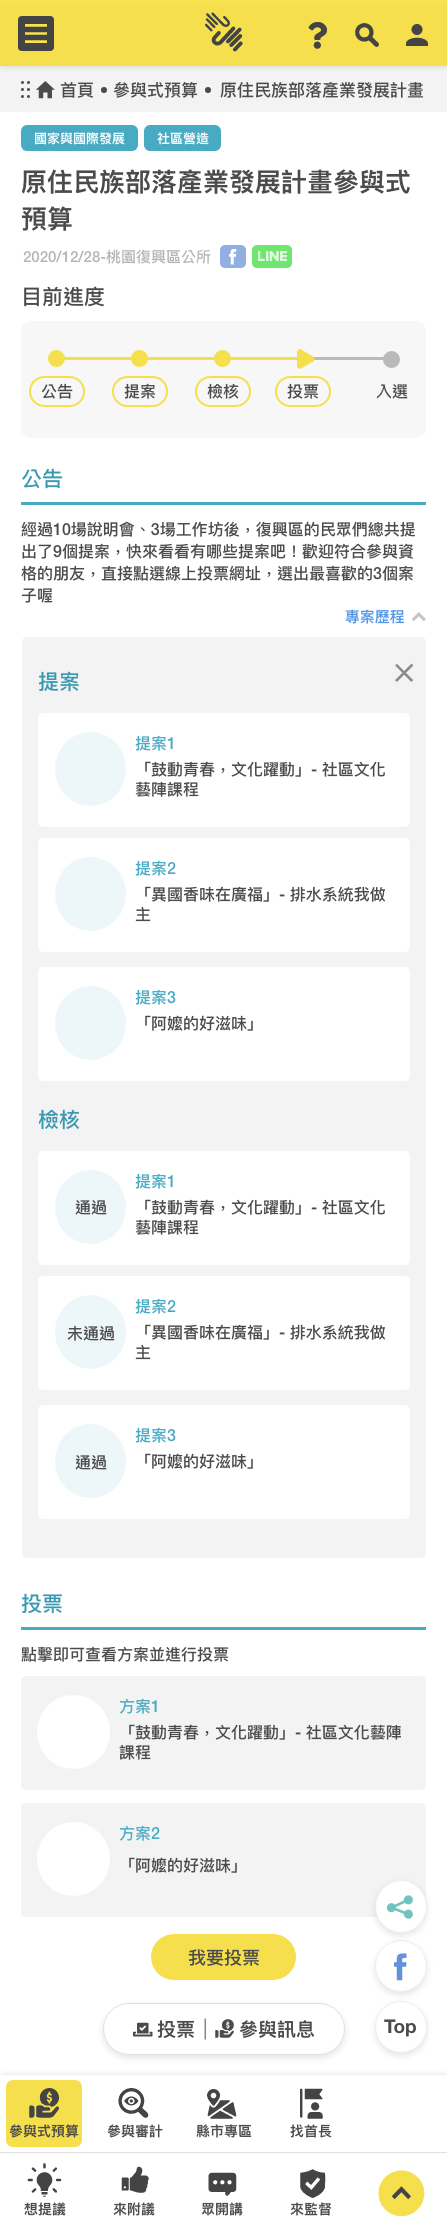 首頁 • 參與式預算 • 原住民族部落產業發展計畫
國家與國際發展 社區營造
原住民族部落產業發展計畫參與式
預算
2020/12/28-桃園復興區公所 f LINE
目前進度
公告 提案 檢核 投票 入選
公告
經過10場說明會、3場工作坊後，復興區的民眾們總共提
出了9個提案，快來看看有哪些提案吧！歡迎符合參與資
格的朋友，直接點選線上投票網址，選出最喜歡的3個案
子喔
專案歷程
提案
提案1
「鼓動青春，文化躍動」- 社區文化
藝陣課程
提案2
「異國香味在廣福」- 排水系統我做
主
提案3
「阿嬤的好滋味」
檢核
提案1
通過
「鼓動青春，文化躍動」- 社區文化
藝陣課程
提案2
未通過
「異國香味在廣福」- 排水系統我做
主
提案3
通過
「阿嬤的好滋味」
投票
點擊即可查看方案並進行投票
方案1
「鼓動青春，文化躍動」- 社區文化藝陣
課程
方案2
「阿嬤的好滋味」
我要投票
f
投票 | 參與訊息
Top
參與式預算 參與審計 縣市專區 找首長
想提議 來附議 眾開講 來監督